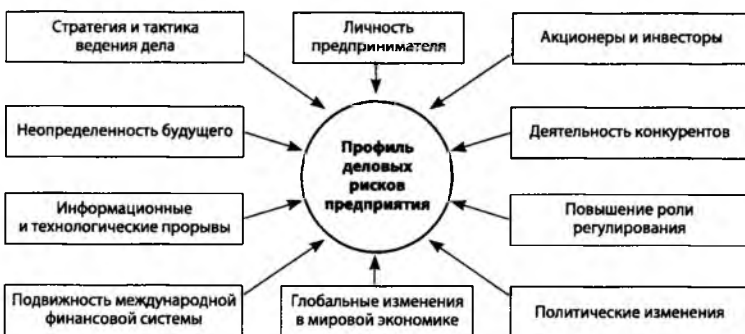 Стратегия и тактика
ведения дела
Личность
предпринимателя
Акционеры и инвесторы
Неопределенность будущего
Деятельность конкурентов
Профиль
деловых
рисков
предприятия
Информационные
и технологические прорывы
Повышение роли
регулирования
Подвижность международной
финансовой системы
Глобальные изменения
в мировой экономике
Политические изменения